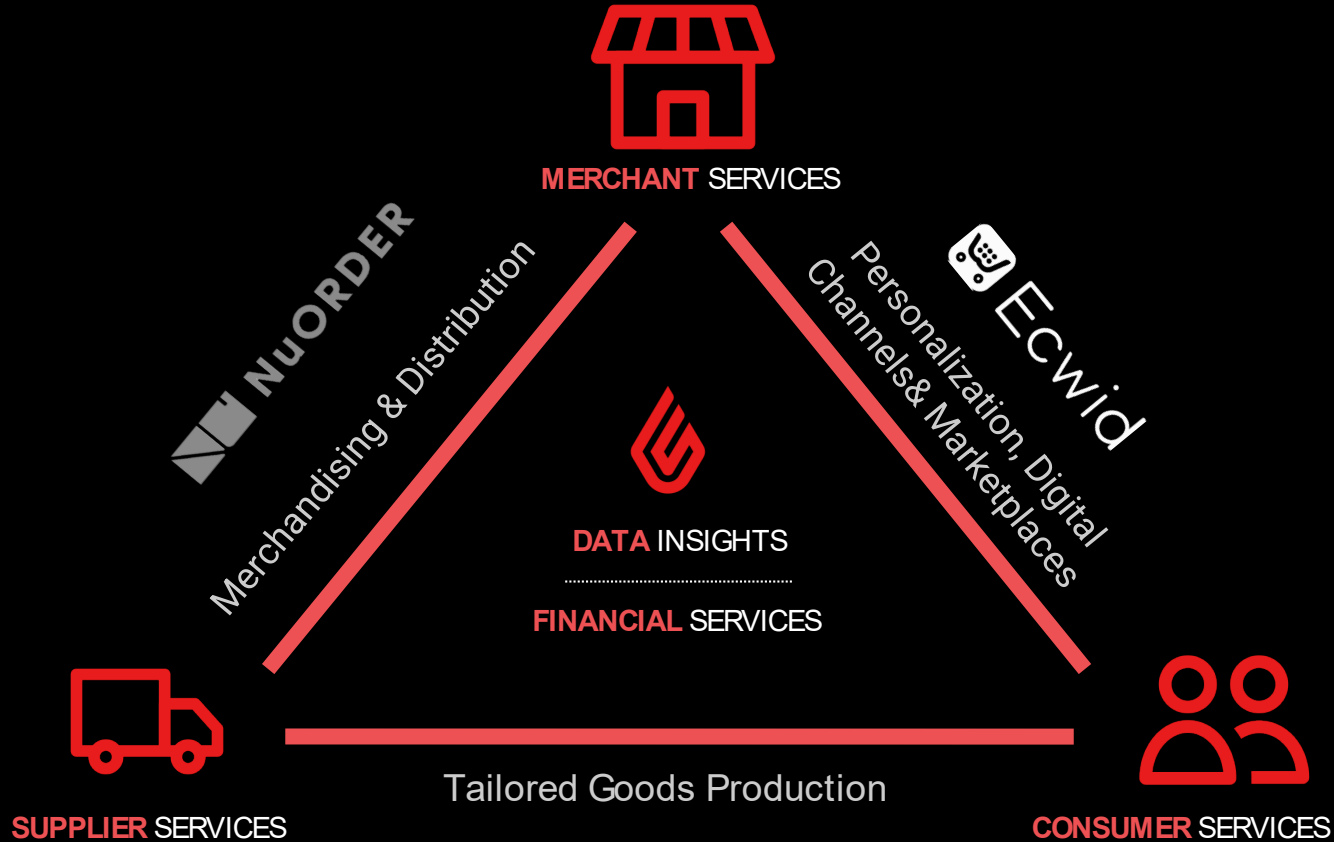 MERCHANT SERVICES
NuORDER
Merchandising & Distribution
Personalization, Digital
Channels& Marketplaces
Ecwid
DATA INSIGHTS
FINANCIAL SERVICES
Tailored Goods Production
SUPPLIER SERVICES
CONSUMER SERVICES